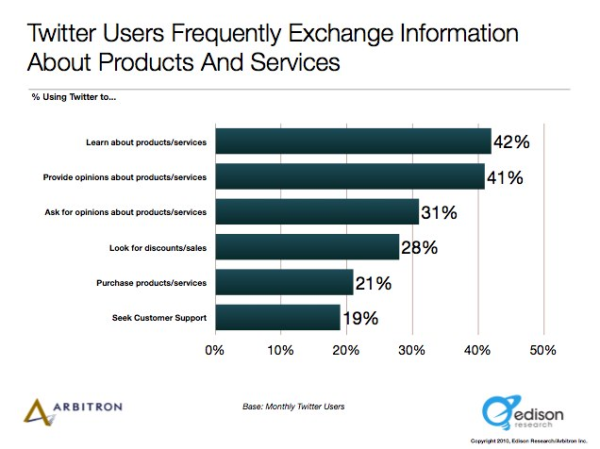 Twitter Users Frequently Exchange Information
About Products And Services
% Using Twitter to...
Learn about products/services 42%
Provide opinions about products/services 41%
Ask for opinions about products/services 31%
Look for discounts/sales 28%
Purchase products/services 21%
Seek Customer Support 19%
0% 10% 20% 30% 40% 50%
ARBITRON
Base: Monthly Twitter Users
edison
research
Copyright 2010, Edison Research/Arbitron Inc.